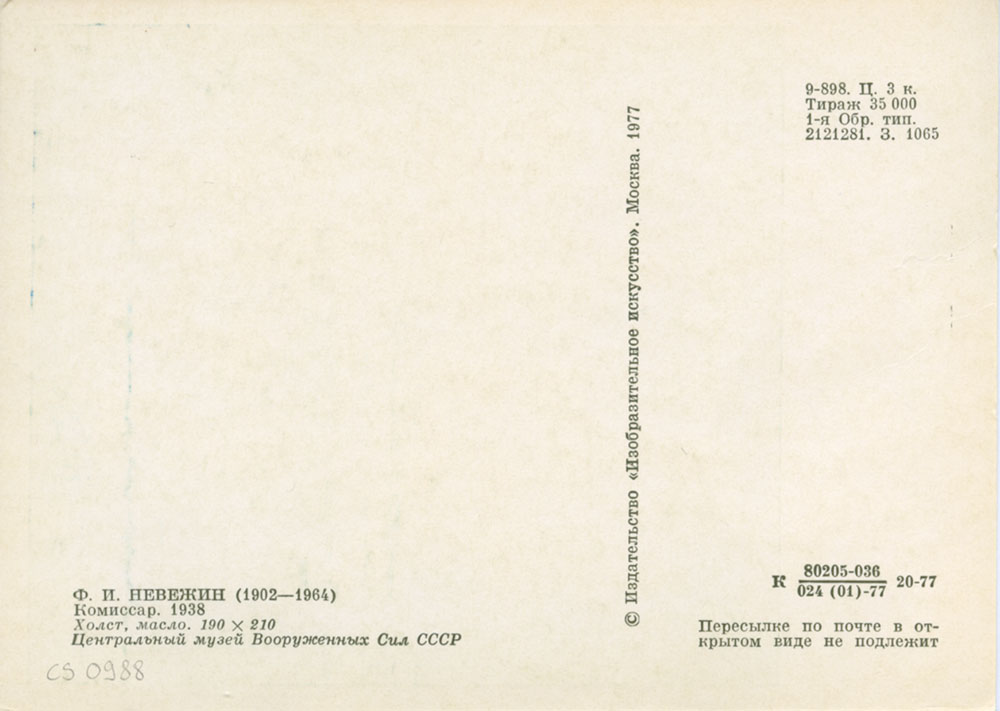 9-898. Ц. 3 к.
Тираж 35 000
1-я Обр. тип.
2121281. З. 1065
© Издательство «Изобразительное искусство». Москва. 1977
Ф. И. НЕВЕЖИН (1902—1964)
Комиссар. 1938
Холст, масло. 190 × 210
Центральный музей Вооруженных Сил СССР
К 80205-036 / 024 (01)-77 20-77
Пересылке по почте в от-
крытом виде не подлежит
CS 0988